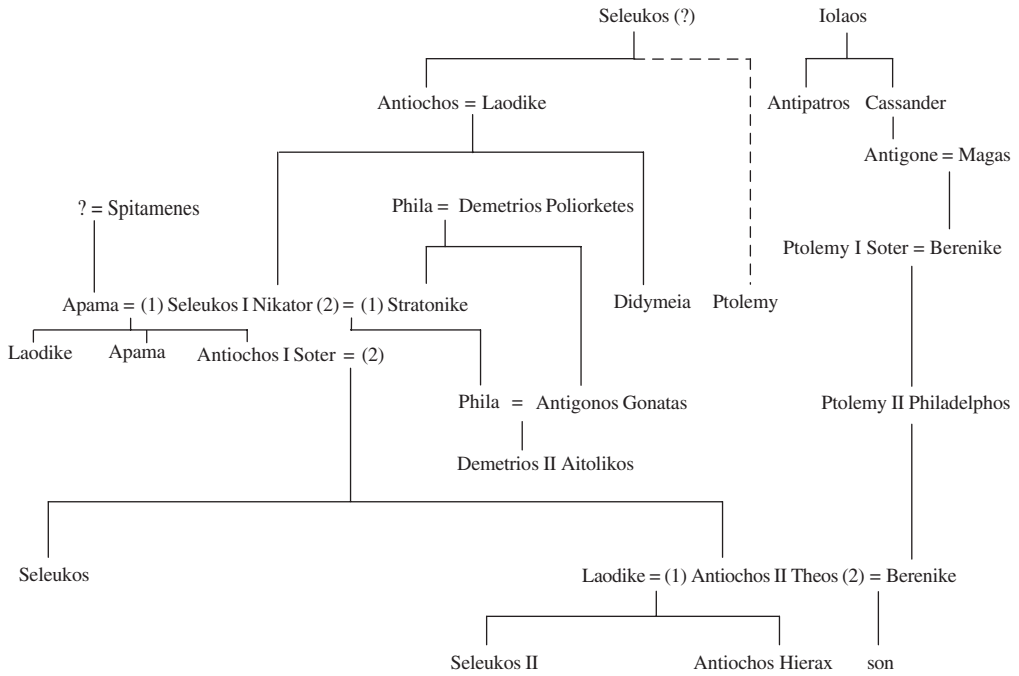 Seleukos (?) Iolaos
Antiochos = Laodike Antipatros Cassander
Antigone = Magas
? = Spitamenes Phila = Demetrios Poliorketes
Ptolemy I Soter = Berenike
Apama = (1) Seleukos I Nikator (2) = (1) Stratonike Didymeia Ptolemy
Laodike Apama Antiochos I Soter = (2)
Phila = Antigonos Gonatas Ptolemy II Philadelphos
Demetrios II Aitolikos
Seleukos Laodike = (1) Antiochos II Theos (2) = Berenike
Seleukos II Antiochos Hierax son